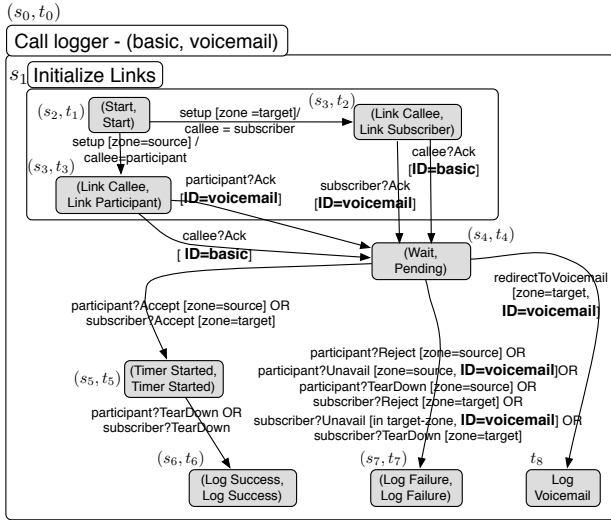 (s0, t0)
Call logger - (basic, voicemail)
s1 Initialize Links
(s2, t1)
(Start,
Start)
setup [zone =target]/
callee = subscriber
(s3, t2)
(Link Callee,
Link Subscriber)
setup [zone=source] /
callee=participant
(s3, t3)
(Link Callee,
Link Participant)
participant?Ack
[ID=voicemail]
subscriber?Ack
[ID=voicemail]
callee?Ack
[ID=basic]
callee?Ack
[ ID=basic]
(s4, t4)
(Wait,
Pending)
redirectToVoicemail
[zone=target,
ID=voicemail]
participant?Accept [zone=source] OR
subscriber?Accept [zone=target]
(s5, t5)
(Timer Started,
Timer Started)
participant?Reject [zone=source] OR
participant?Unavail [zone=source, ID=voicemail]OR
participant?TearDown [zone=source] OR
subscriber?Reject [zone=target] OR
subscriber?Unavail [in target-zone, ID=voicemail] OR
subscriber?TearDown [zone=target]
participant?TearDown OR
subscriber?TearDown
(s6, t6)
(Log Success,
Log Success)
(s7, t7)
(Log Failure,
Log Failure)
t8
Log
Voicemail